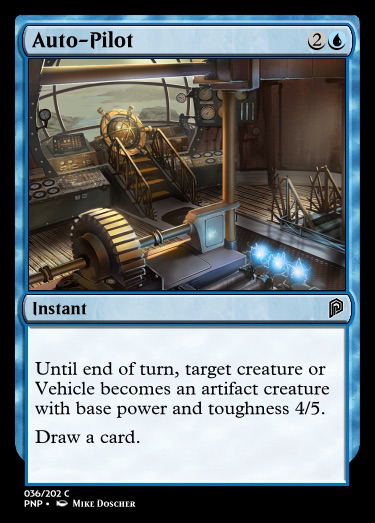 Auto-Pilot 2
Instant
Until end of turn, target creature or
Vehicle becomes an artifact creature
with base power and toughness 4/5.
Draw a card.
036/202 C
PNP • Mike Doscher